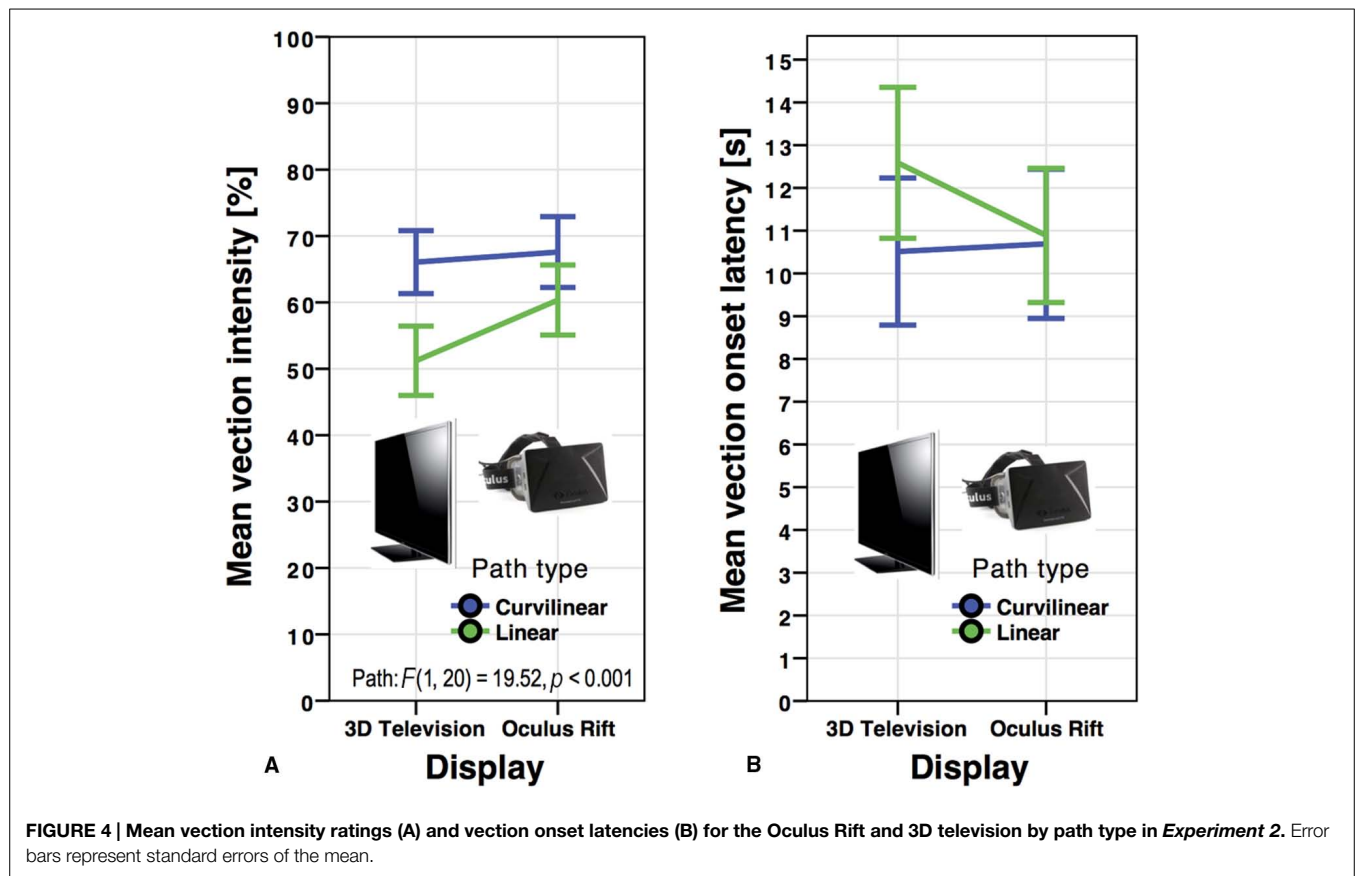 100
90
80
70
60
50
40
30
20
10
0
Mean vection intensity [%]
culus
Path type
Curvilinear
Linear
Path: F(1, 20) = 19.52, p < 0.001
3D Television Oculus Rift
A
Display
15
14
13
12
11
10
9
8
7
6
5
4
3
2
1
0
Mean vection onset latency [s]
culus
Path type
Curvilinear
Linear
3D Television Oculus Rift
B
Display
FIGURE 4 | Mean vection intensity ratings (A) and vection onset latencies (B) for the Oculus Rift and 3D television by path type in Experiment 2. Error
bars represent standard errors of the mean.